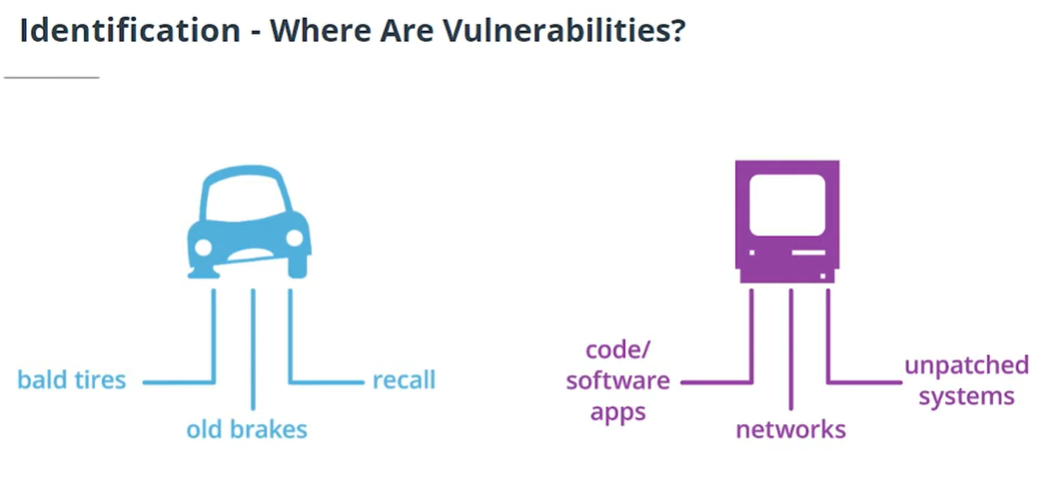 Identification - Where Are Vulnerabilities?
bald tires
old brakes
recall
code/
software
apps
networks
unpatched
systems